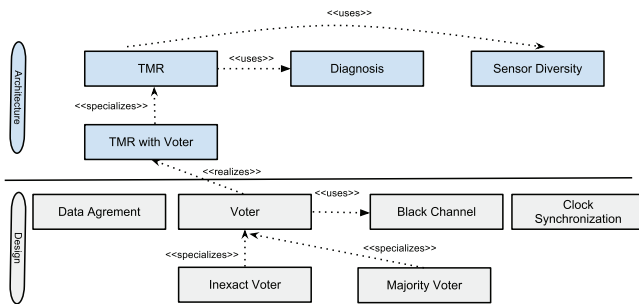 <<uses>>
Architecture
TMR
<<uses>>
Diagnosis
Sensor Diversity
<<specializes>>
TMR with Voter
<<realizes>>
Design
Data Agrement
Voter
<<uses>>
Black Channel
Clock
Synchronization
<<specializes>>
<<specializes>>
Inexact Voter
Majority Voter